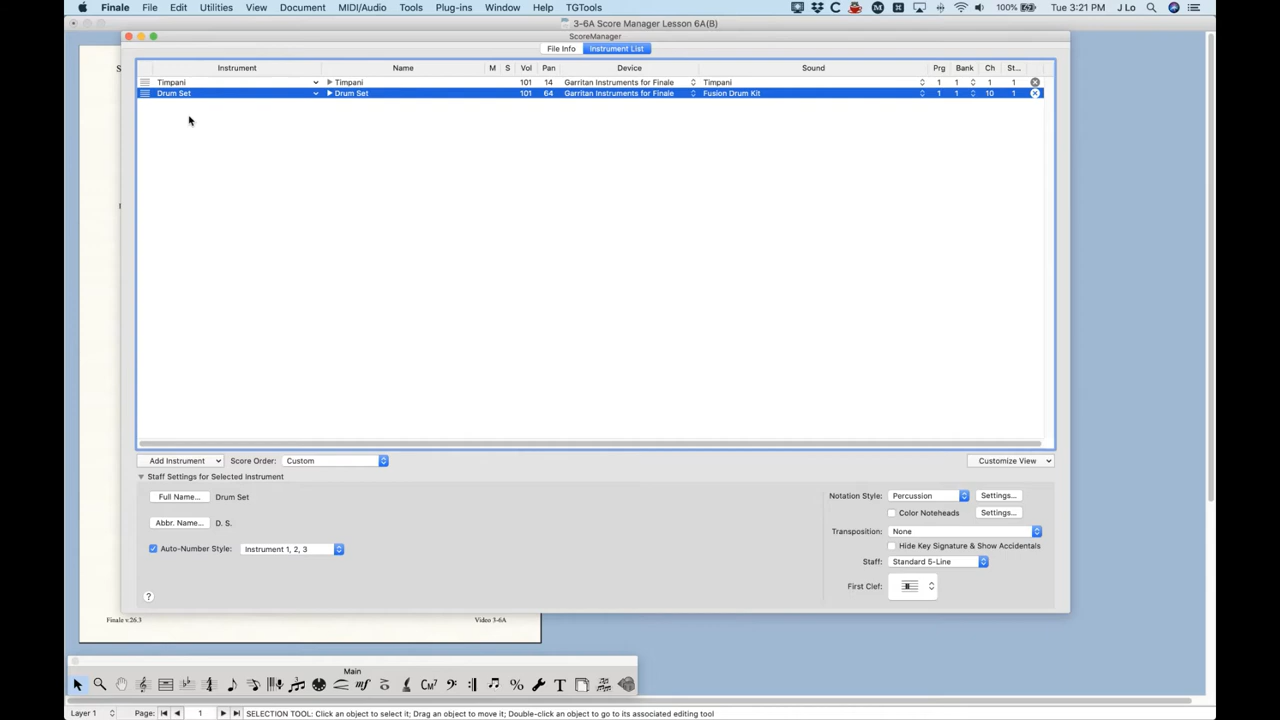 Finale File Edit Utilities View Document MIDI/Audio Tools Plug-ins Window Help TGTools 100% Tue 3:21 PM J Lo
3-6A Score Manager Lesson 6A(B)
ScoreManager
File Info Instrument List
Instrument Name M S Vol Pan Device Sound Prg Bank Ch St...
Timpani Timpani 101 14 Garritan Instruments for Finale Timpani 1 1 1 1
Drum Set Drum Set 101 64 Garritan Instruments for Finale Fusion Drum Kit 1 1 10 1
S
Add Instrument Score Order: Custom Customize View
Staff Settings for Selected Instrument
Full Name... Drum Set Notation Style: Percussion Settings...
Color Noteheads Settings...
Abbr. Name... D. S.
Transposition: None
Auto-Number Style: Instrument 1, 2, 3 Hide Key Signature & Show Accidentals
Staff: Standard 5-Line
First Clef:
?
Finale v.26.3 Video 3-6A
Main
CM7
Layer 1 Page: 1 SELECTION TOOL: Click an object to select it; Drag an object to move it; Double-click an object to go to its associated editing tool